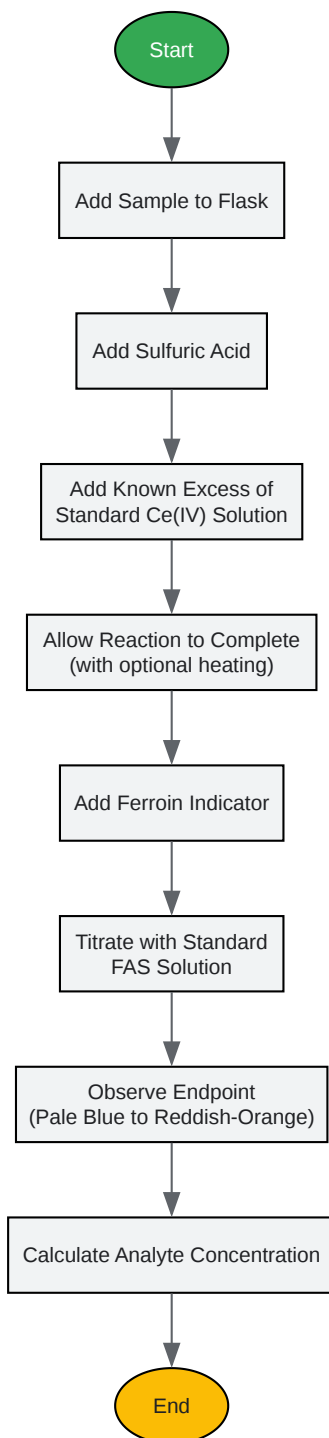 Start
Add Sample to Flask
Add Sulfuric Acid
Add Known Excess of
Standard Ce(IV) Solution
Allow Reaction to Complete
(with optional heating)
Add Ferroin Indicator
Titrate with Standard
FAS Solution
Observe Endpoint
(Pale Blue to Reddish-Orange)
Calculate Analyte Concentration
End